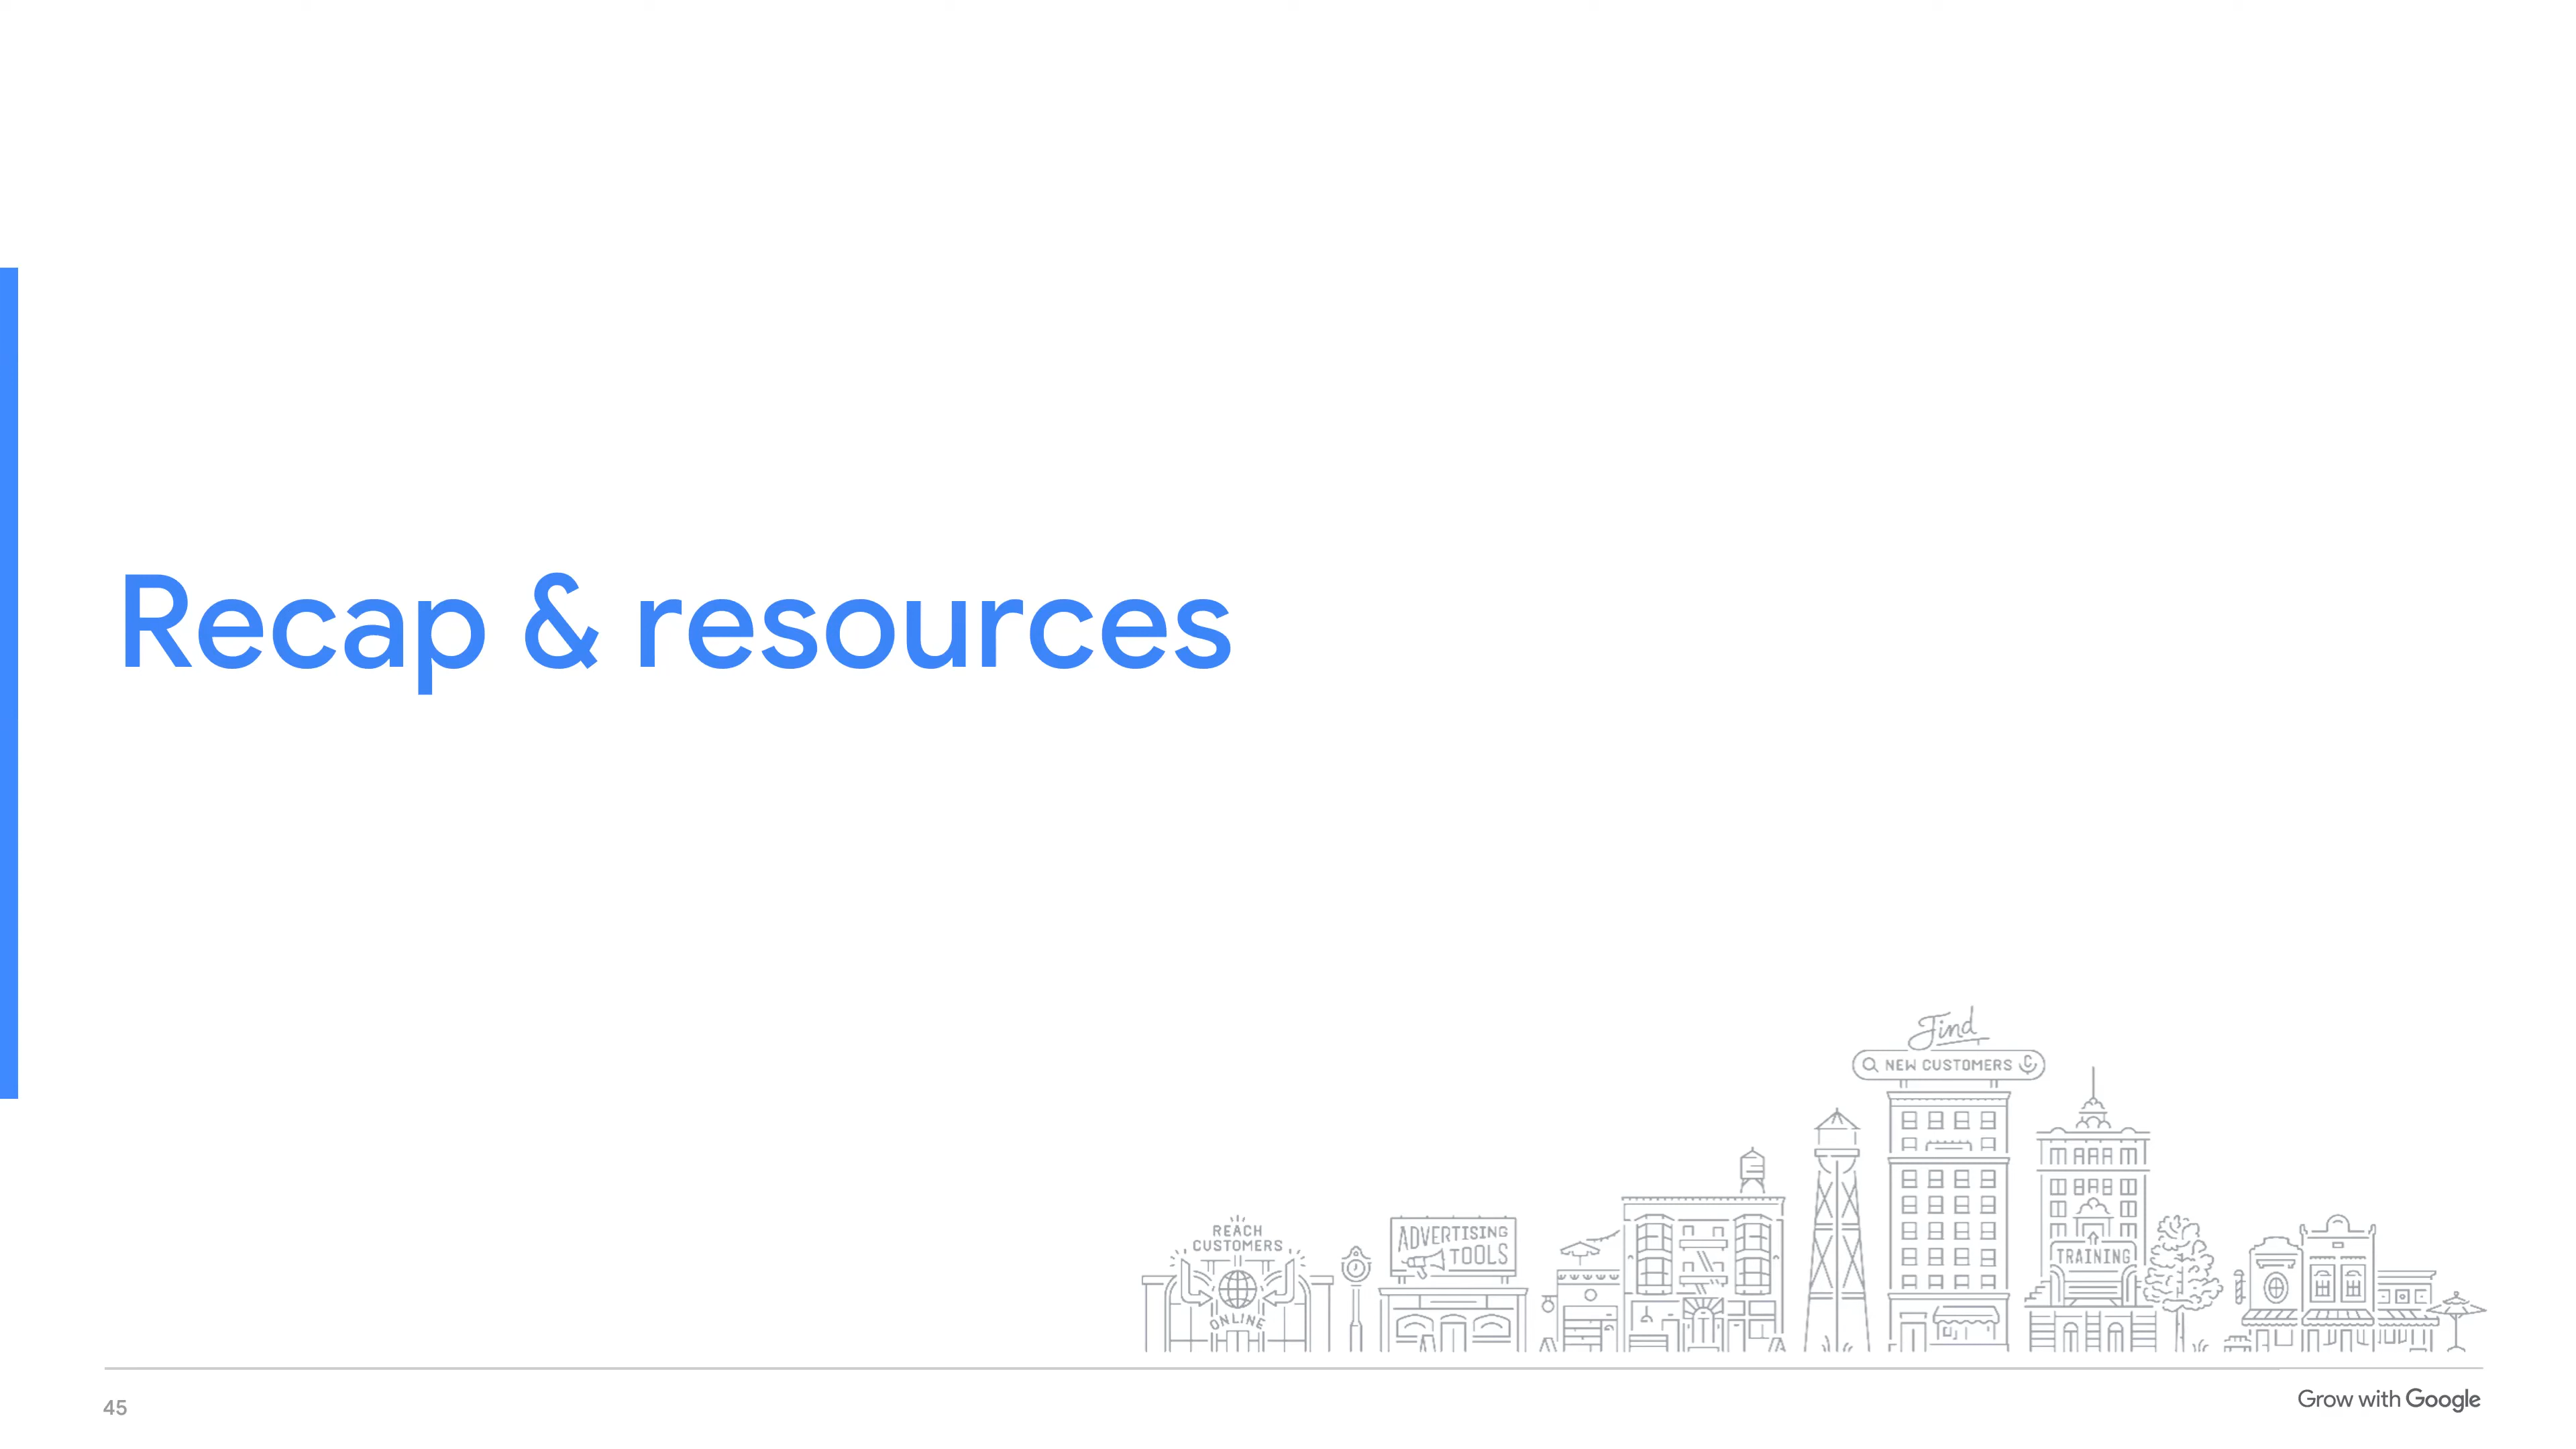 Recap & resources
Find
NEW CUSTOMERS
REACH
CUSTOMERS
ONLINE
ADVERTISING
TOOLS
TRAINING
45
Grow with Google